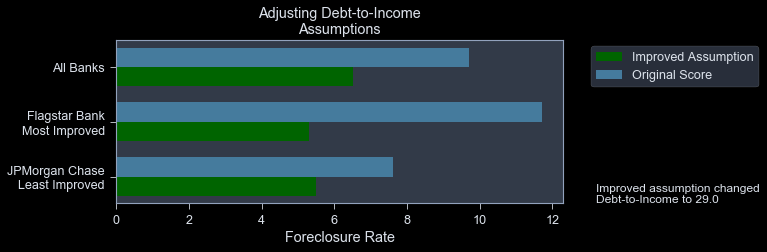 Adjusting Debt-to-Income
Assumptions
Improved Assumption
Original Score
All Banks
Flagstar Bank
Most Improved
JPMorgan Chase
Least Improved
Improved assumption changed
Debt-to-Income to 29.0
0 2 4 6 8 10 12
Foreclosure Rate